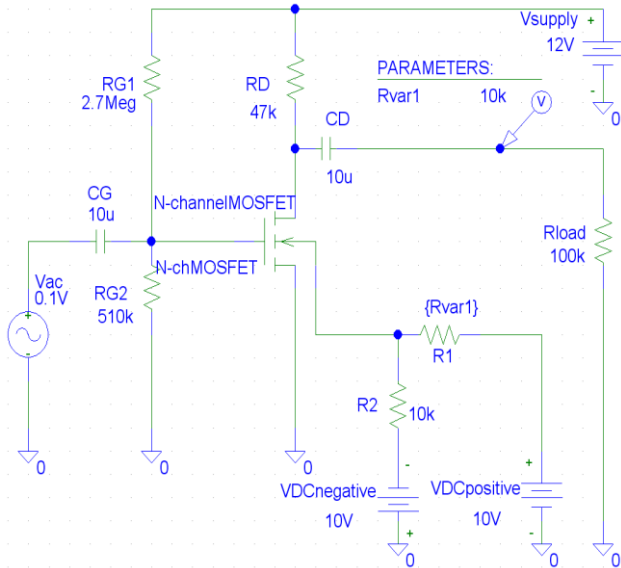 Vsupply
+
12V
-
0
RG1
2.7Meg
RD
47k
PARAMETERS:
Rvar1 10k
V
CD
10u
N-channelMOSFET
CG
10u
N-chMOSFET
Vac
0.1V
+
-
RG2
510k
Rload
100k
{Rvar1}
R1
R2
10k
0
0
0
-
VDCnegative
10V
+
0
+
VDCpositive
10V
-
0
0